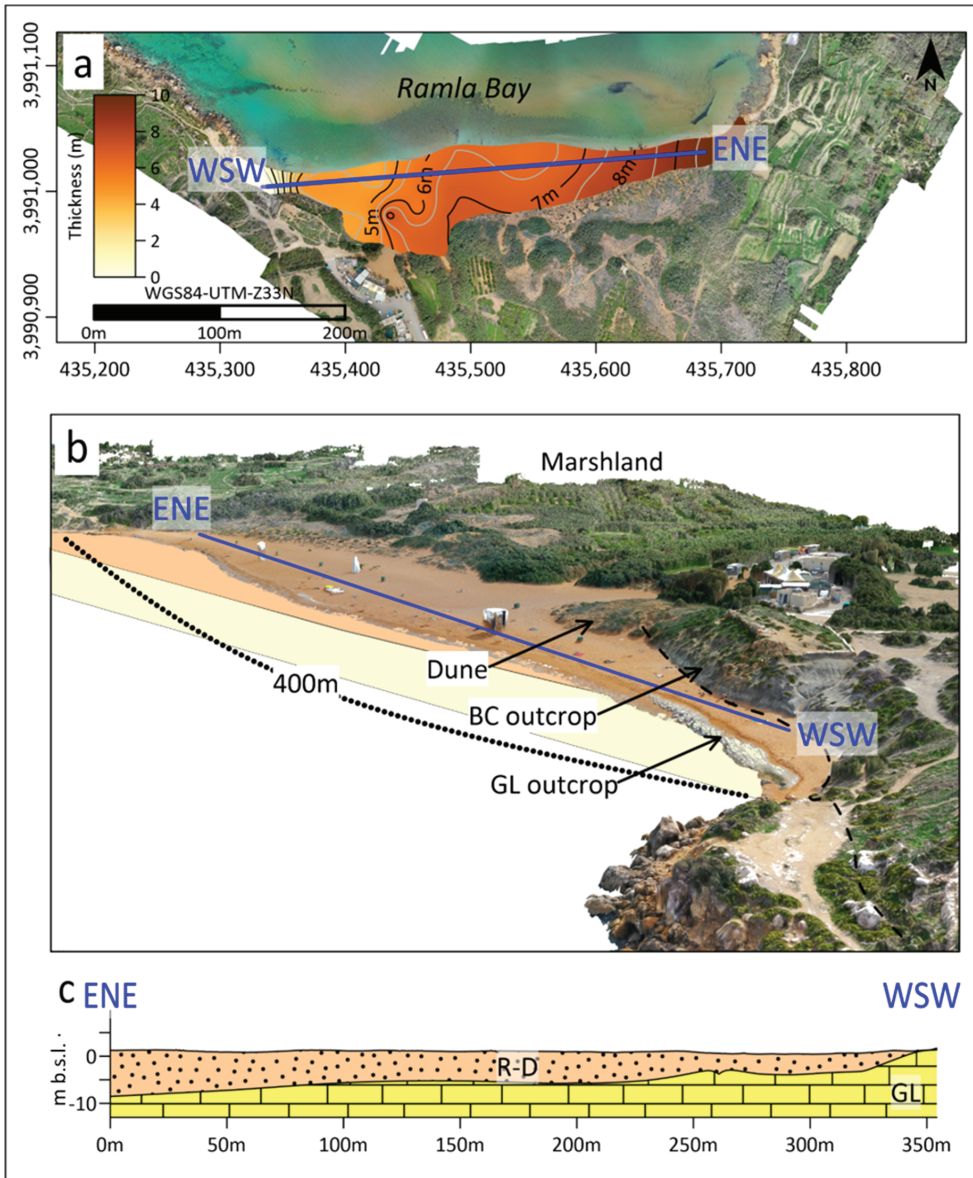 a
Ramla Bay
N
3,991,100
3,991,000
3,990,900
Thickness (m)
10
8
6
4
2
0
WSW
ENE
5m
6m
7m
8m
WGS84-UTM-Z33N
0m 100m 200m
435,200 435,300 435,400 435,500 435,600 435,700 435,800
b
Marshland
ENE
400m
Dune
BC outcrop
GL outcrop
WSW
c ENE WSW
m b.s.l.
0
-10
R-D
GL
0m 50m 100m 150m 200m 250m 300m 350m